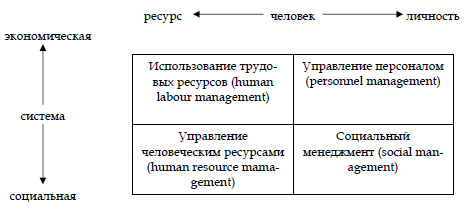 ресурс человек личность
экономическая
система
социальная
Использование трудо-
вых ресурсов (human
labour management)
Управление персоналом
(personnel management)
Управление
человеческим ресурсами
(human resource mama-
gement)
Социальный
менеджмент (social man-
agement)